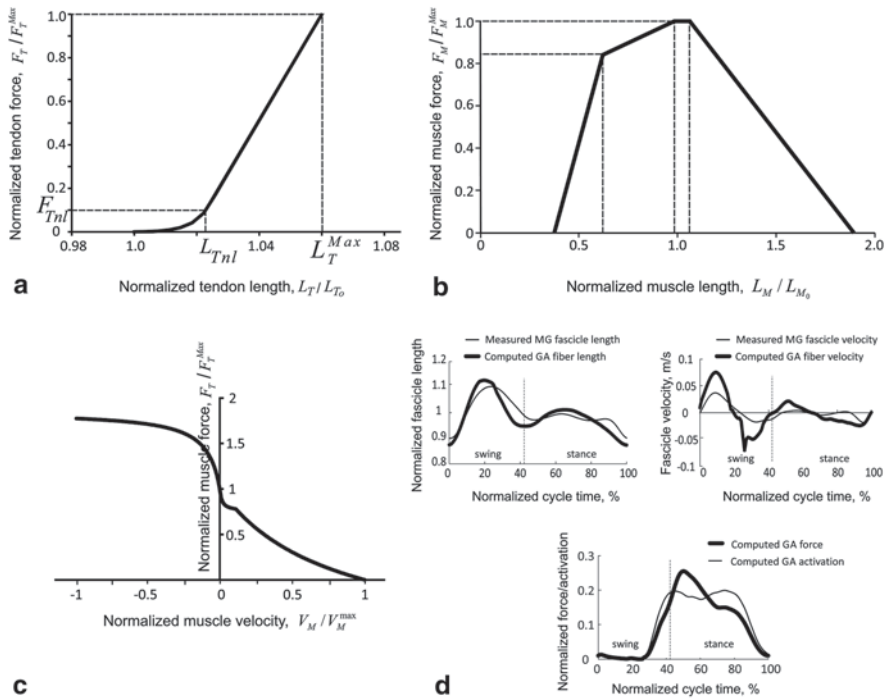 Normalized tendon force, F_T / F_T^Max
1.0
0.8
0.6
0.4
0.2
F_Tnl
0
0.98
1.0
1.04
1.08
L_Tnl
L_T^Max
Normalized tendon length, L_T / L_To
a
Normalized muscle force, F_M / F_M^Max
1.0
0.8
0.6
0.4
0.2
0
0
0.5
1.0
1.5
2.0
Normalized muscle length, L_M / L_M0
b
Normalized muscle force, F_T / F_T^Max
2
1.5
1
0.5
-1
-0.5
0
0.5
1
Normalized muscle velocity, V_M / V_M^max
c
Measured MG fascicle length
Computed GA fiber length
Normalized fascicle length
1.2
1.1
1
0.9
0.8
swing
stance
0 20 40 60 80 100
Normalized cycle time, %
Measured MG fascicle velocity
Computed GA fiber velocity
Fascicle velocity, m/s
0.1
0.05
0
-0.05
-0.1
swing
stance
0 20 40 60 80 100
Normalized cycle time, %
Computed GA force
Computed GA activation
Normalized force/activation
0.3
0.2
0.1
0
swing
stance
0 20 40 60 80 100
Normalized cycle time, %
d